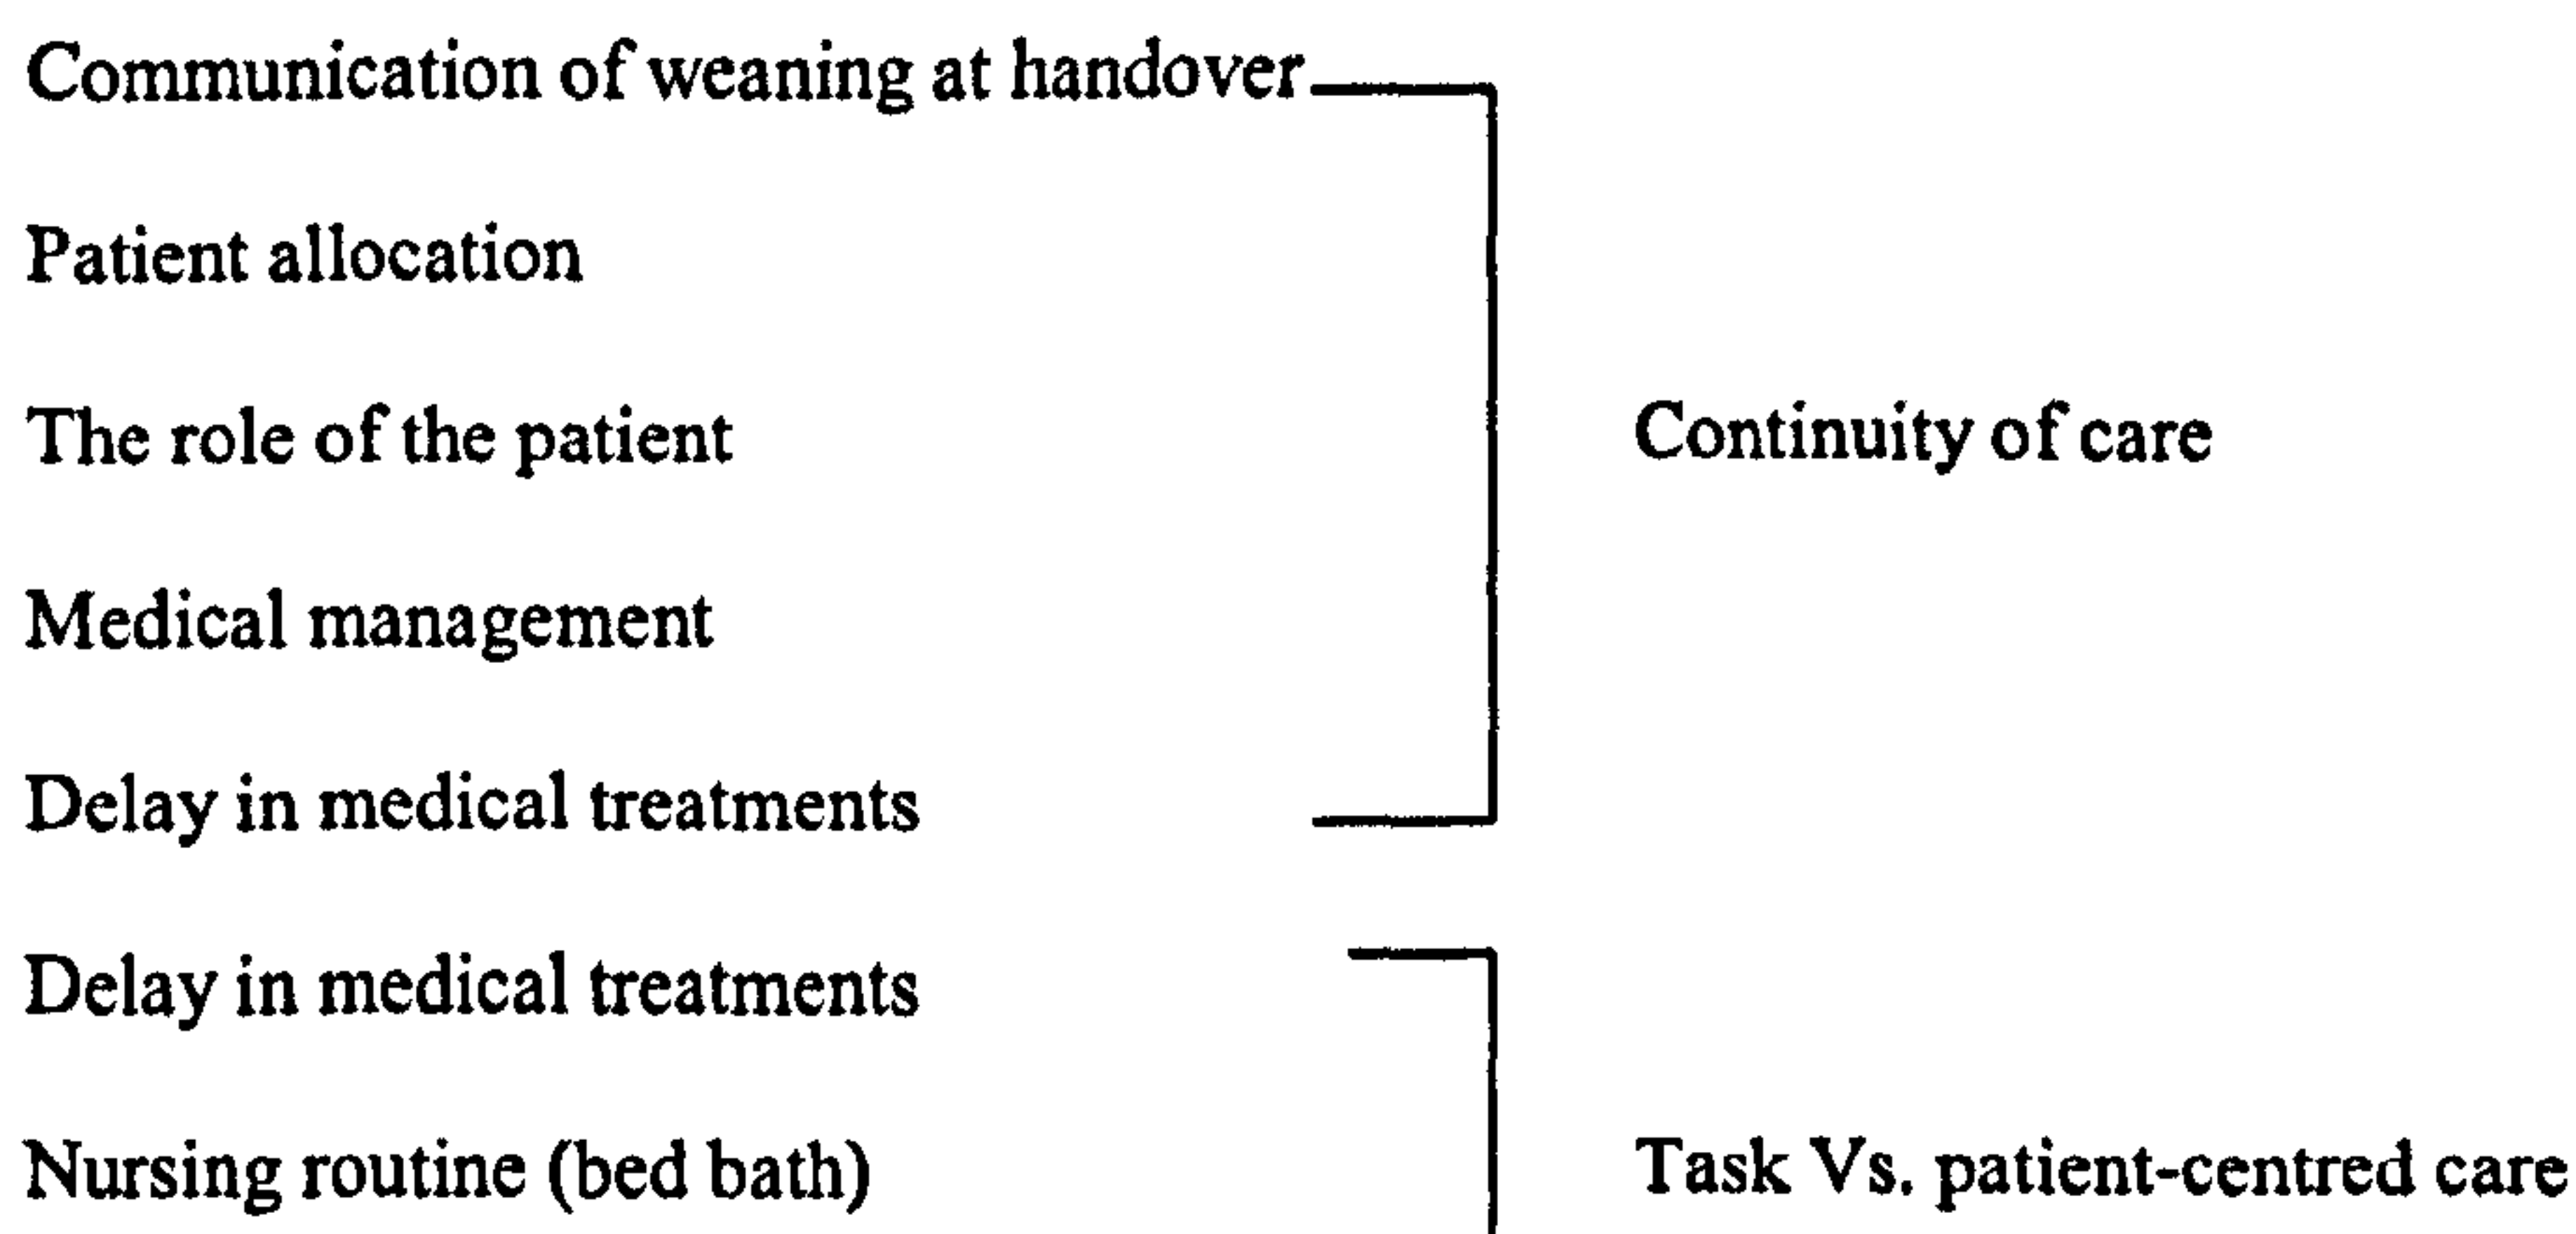 Communication of weaning at handover
Patient allocation
The role of the patient Continuity of care
Medical management
Delay in medical treatments
Delay in medical treatments
Nursing routine (bed bath) Task Vs. patient-centred care